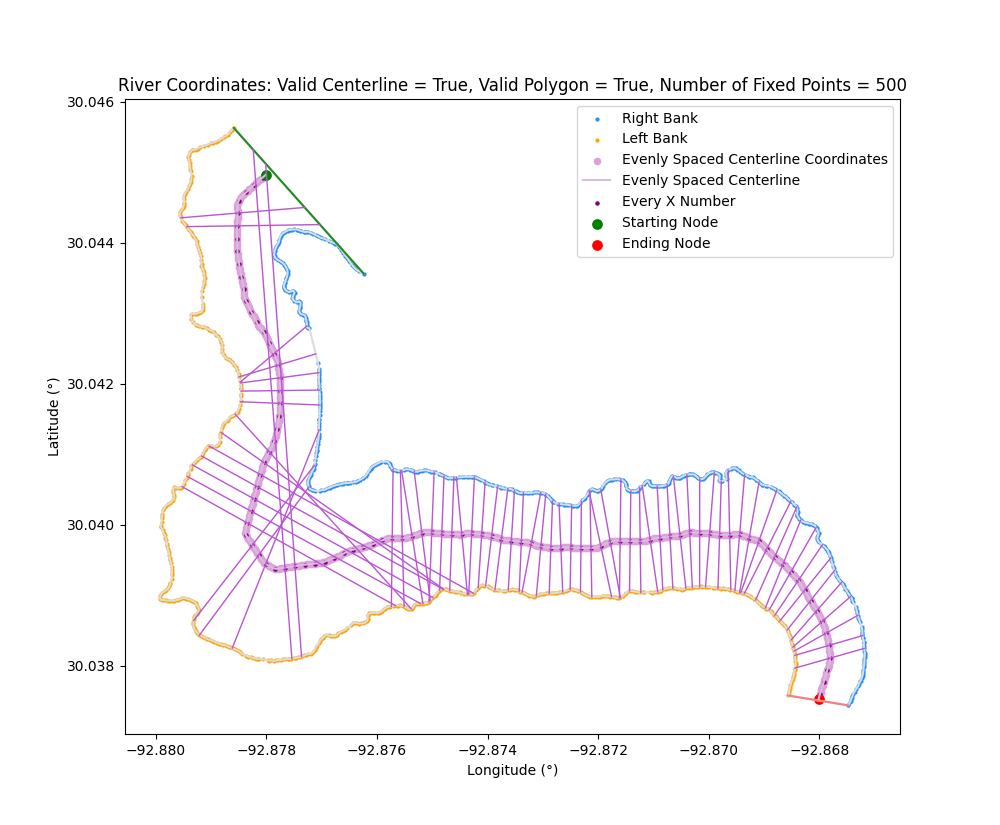 River Coordinates: Valid Centerline = True, Valid Polygon = True, Number of Fixed Points = 500
Right Bank
Left Bank
Evenly Spaced Centerline Coordinates
Evenly Spaced Centerline
Every X Number
Starting Node
Ending Node
30.046
30.044
30.042
30.040
30.038
Latitude (°)
−92.880 −92.878 −92.876 −92.874 −92.872 −92.870 −92.868
Longitude (°)